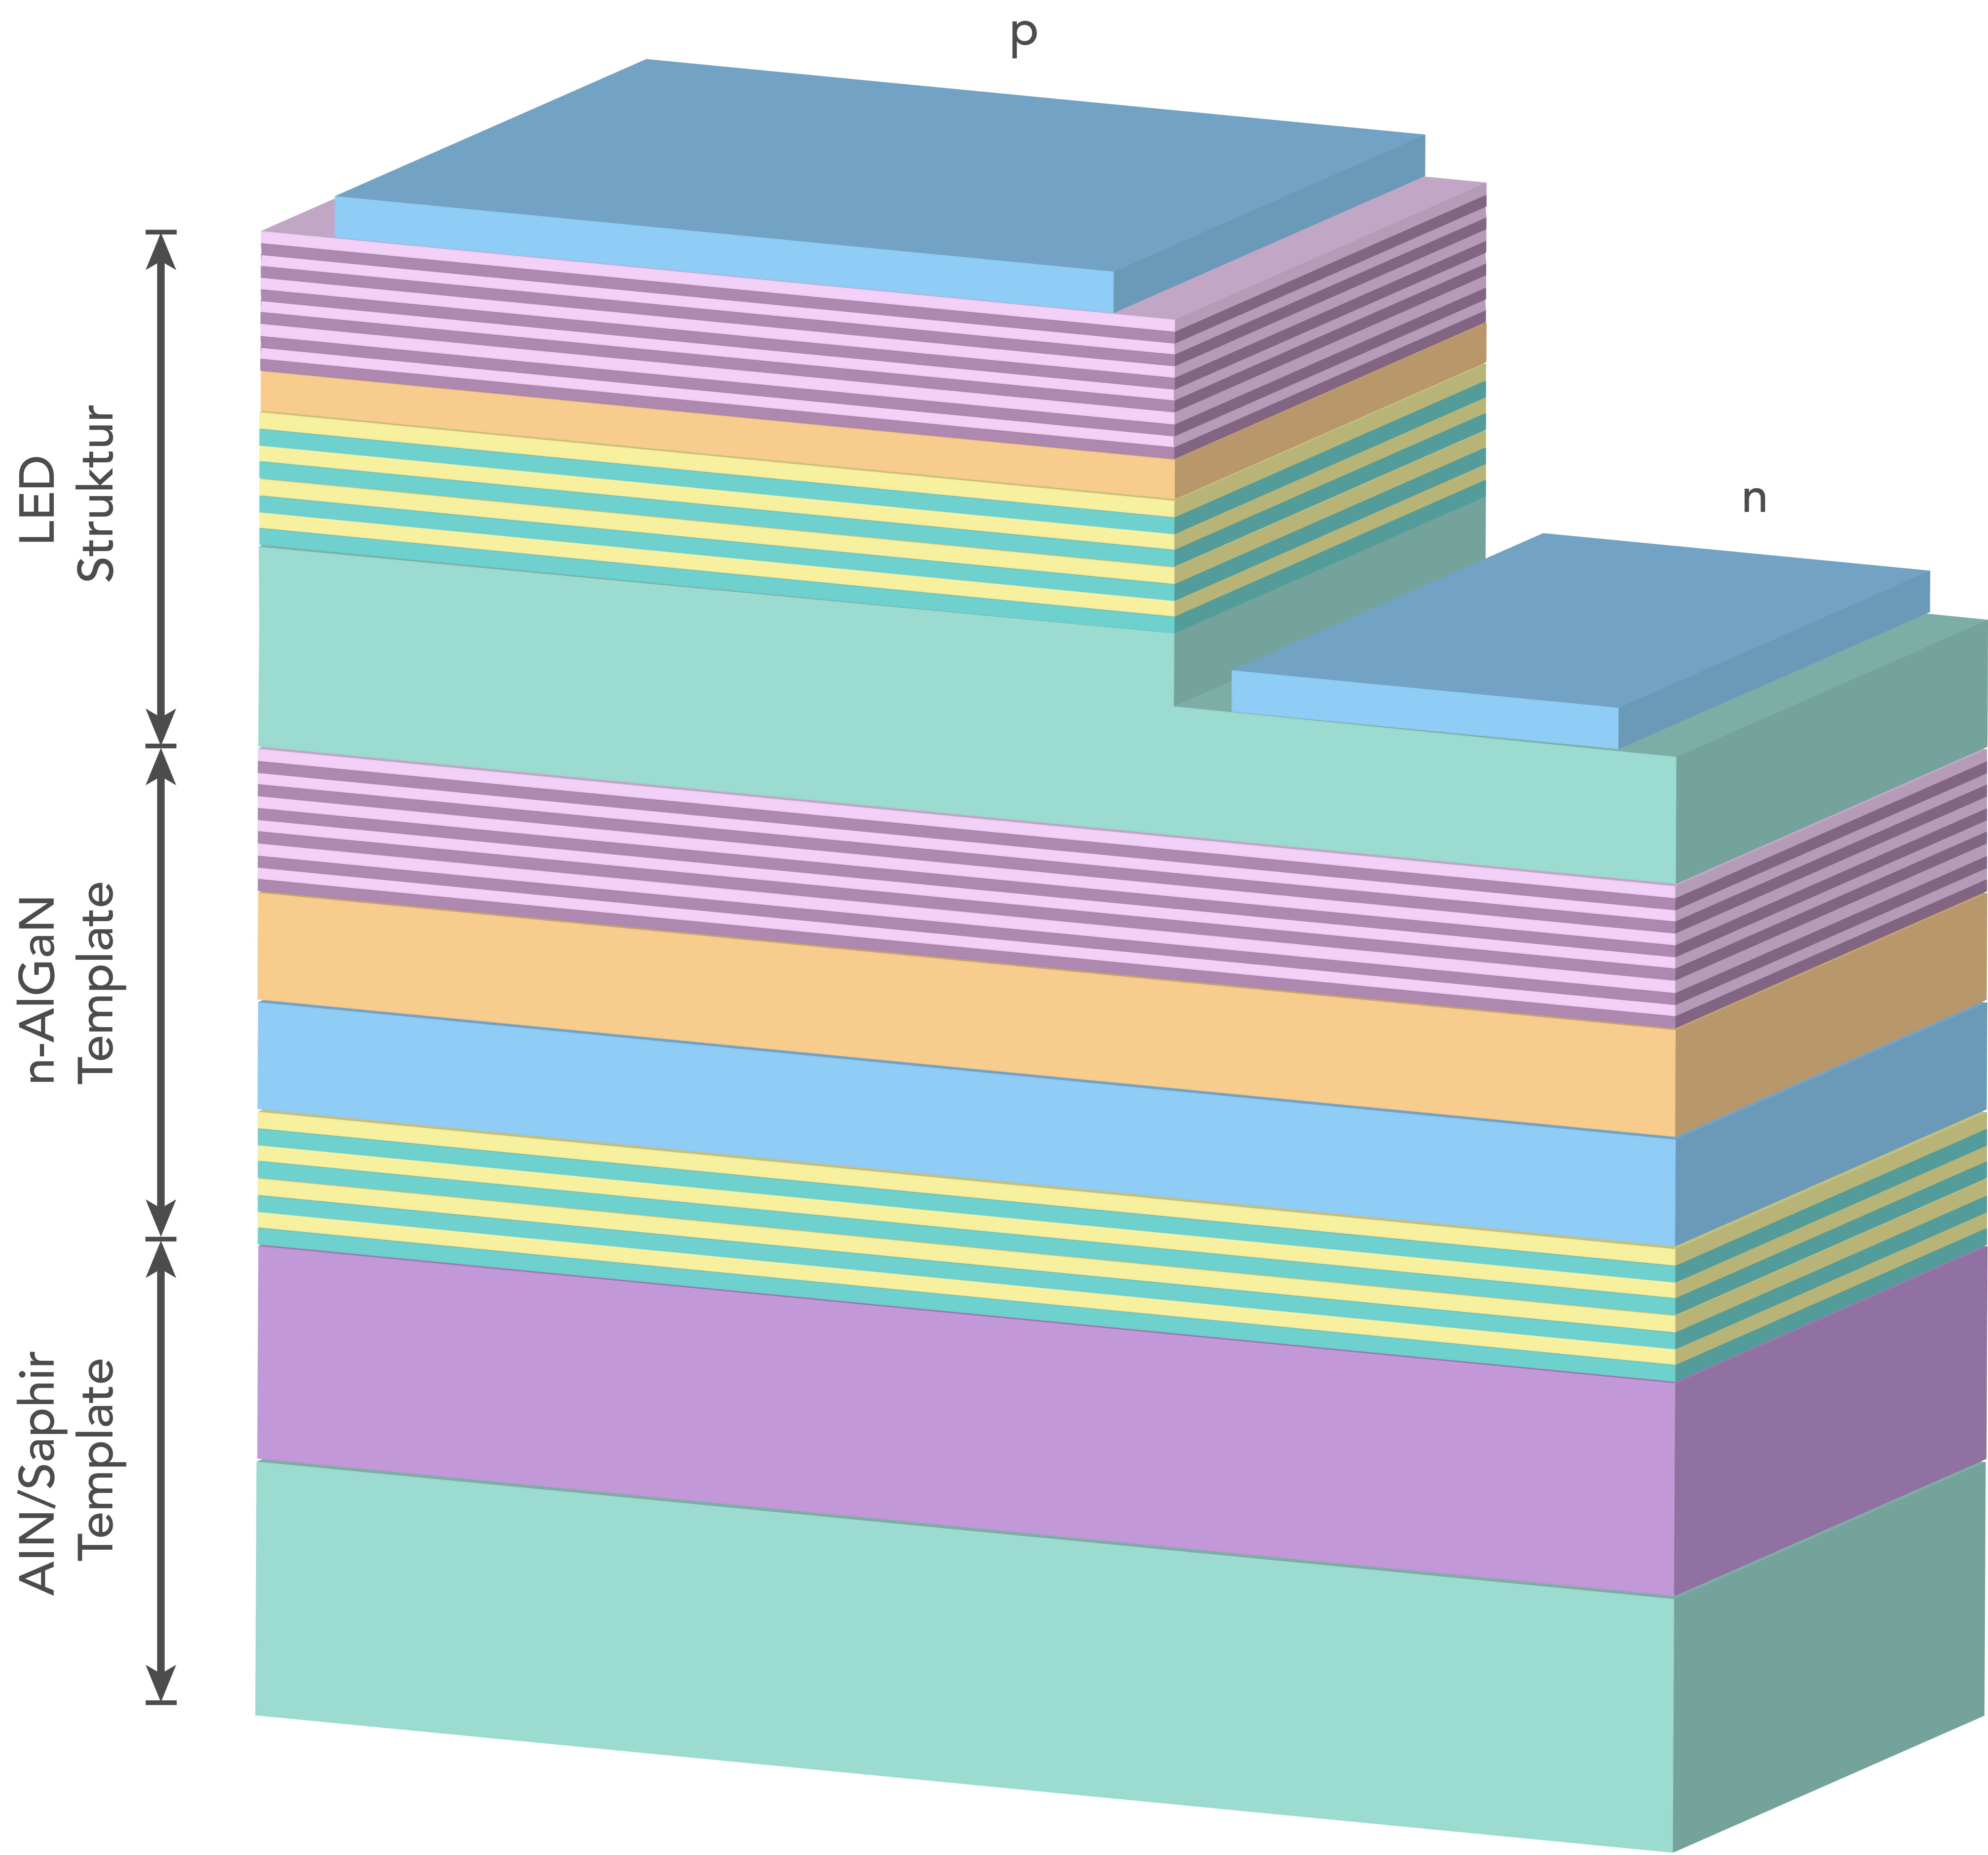 p
n
LED
Struktur
n-AlGaN
Template
AlN/Saphir
Template